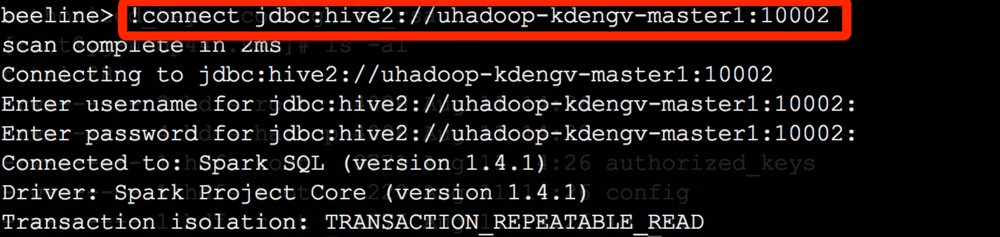 beeline> !connect jdbc:hive2://uhadoop-kdengv-master1:10002
scan complete in 2ms
Connecting to jdbc:hive2://uhadoop-kdengv-master1:10002
Enter username for jdbc:hive2://uhadoop-kdengv-master1:10002:
Enter password for jdbc:hive2://uhadoop-kdengv-master1:10002:
Connected to: Spark SQL (version 1.4.1)
Driver: Spark Project Core (version 1.4.1)
Transaction isolation: TRANSACTION_REPEATABLE_READ